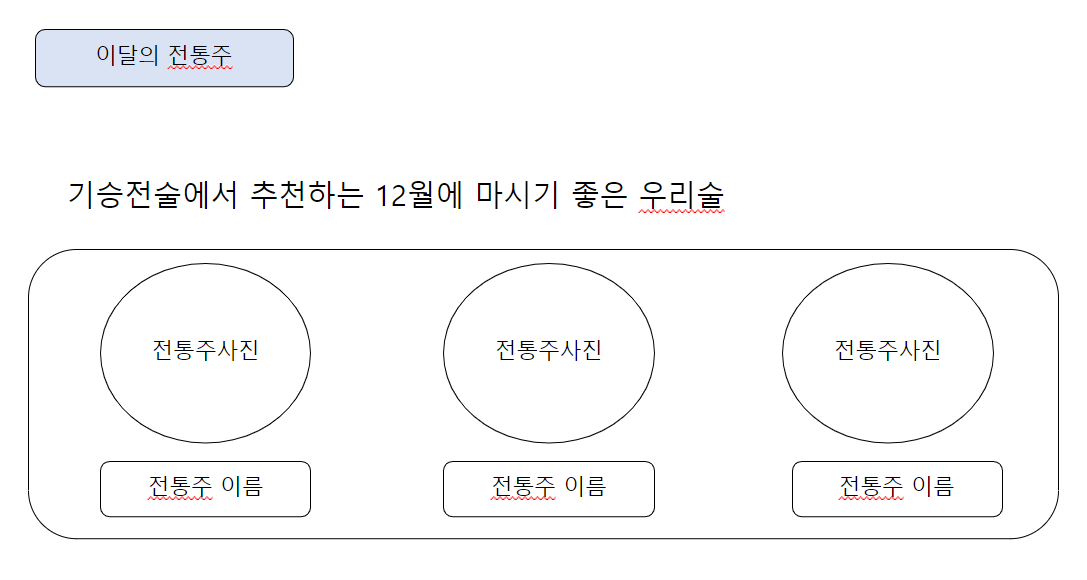 이달의 전통주
기승전술에서 추천하는 12월에 마시기 좋은 우리술
전통주사진
전통주사진
전통주사진
전통주 이름
전통주 이름
전통주 이름